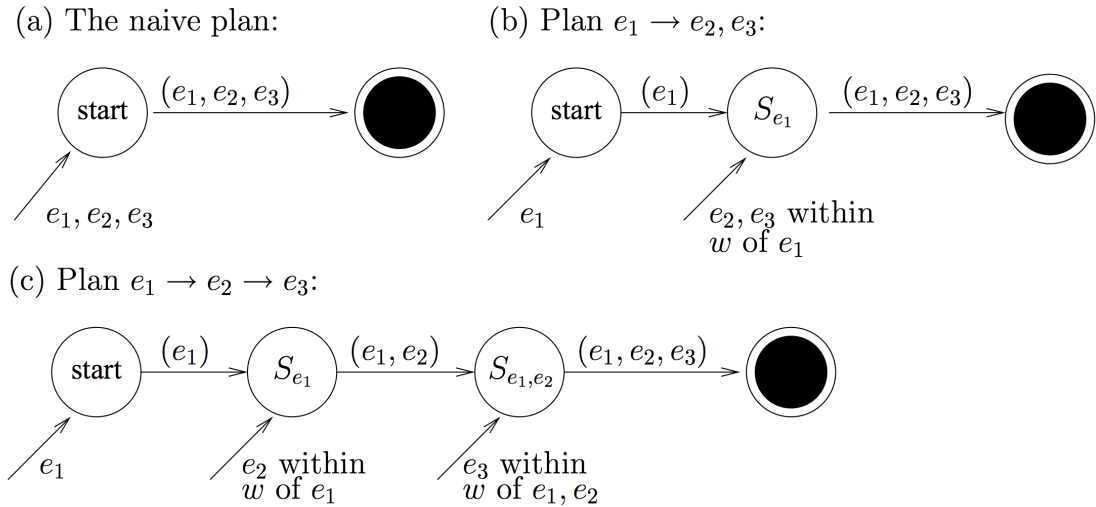 (a) The naive plan:
start
(e₁, e₂, e₃)
e₁, e₂, e₃
(b) Plan e₁ → e₂, e₃:
start
(e₁)
Sₑ₁
(e₁, e₂, e₃)
e₁
e₂, e₃ within
w of e₁
(c) Plan e₁ → e₂ → e₃:
start
(e₁)
Sₑ₁
(e₁, e₂)
Sₑ₁,ₑ₂
(e₁, e₂, e₃)
e₁
e₂ within
w of e₁
e₃ within
w of e₁, e₂